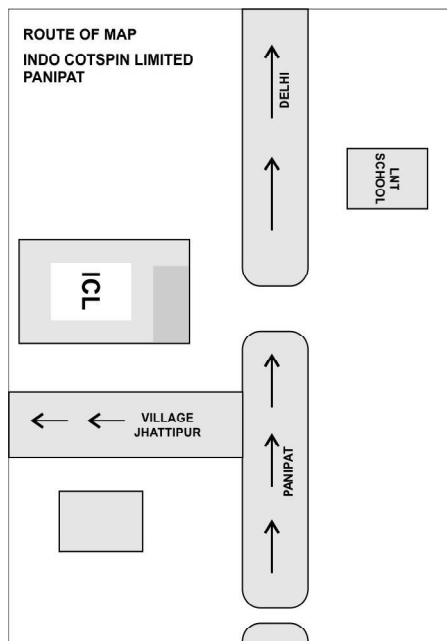 ROUTE OF MAP
INDO COTSPIN LIMITED
PANIPAT
DELHI
LNT
SCHOOL
ICL
VILLAGE
JHATTIPUR
PANIPAT